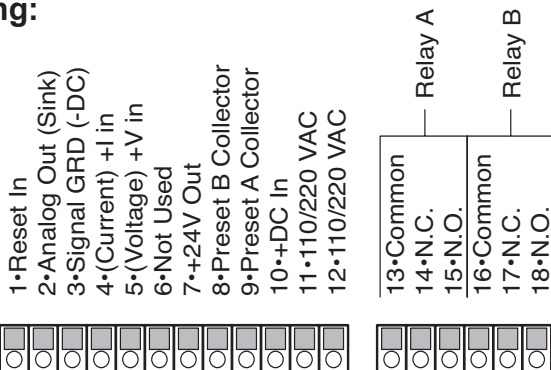 ng:
1•Reset In
2•Analog Out (Sink)
3•Signal GRD (-DC)
4•(Current) +I in
5•(Voltage) +V in
6•Not Used
7•+24V Out
8•Preset B Collector
9•Preset A Collector
10•+DC In
11•110/220 VAC
12•110/220 VAC
13•Common
14•N.C.
15•N.O.
16•Common
17•N.C.
18•N.O.
Relay A
Relay B